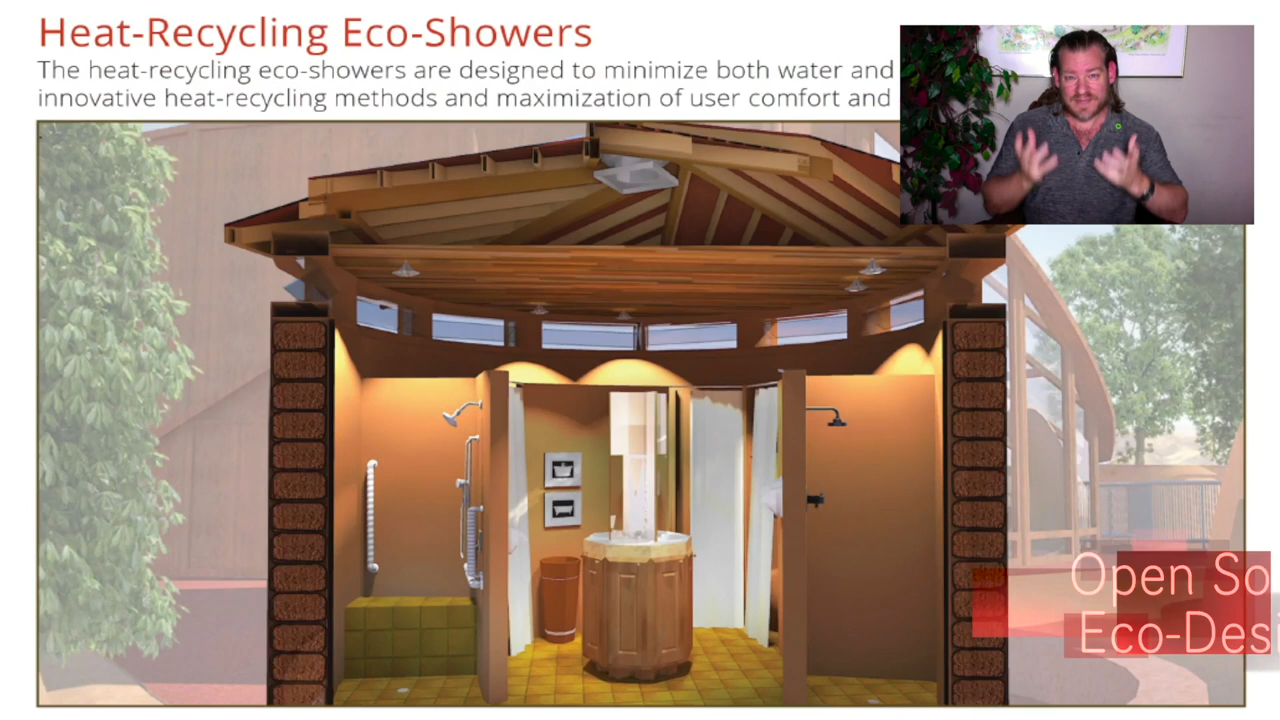 Heat-Recycling Eco-Showers
The heat-recycling eco-showers are designed to minimize both water and
innovative heat-recycling methods and maximization of user comfort and
Open So
Eco-Desi